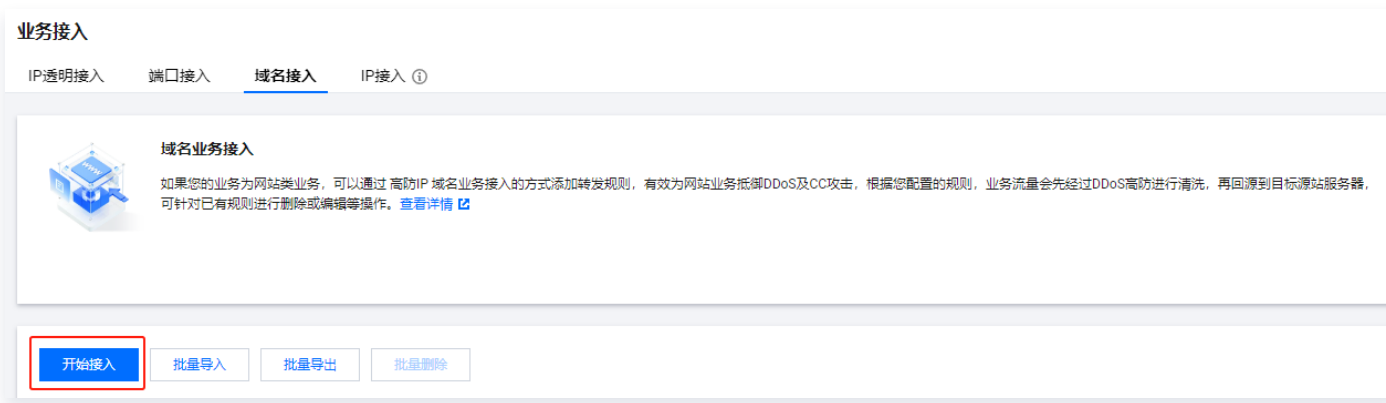 业务接入
IP透明接入 端口接入 域名接入 IP接入
WWW
域名业务接入
如果您的业务为网站类业务，可以通过 高防IP 域名业务接入的方式添加转发规则，有效为网站业务抵御DDoS及CC攻击，根据您配置的规则，业务流量会先经过DDoS高防进行清洗，再回源到目标源站服务器，
可针对已有规则进行删除或编辑等操作。查看详情
开始接入 批量导入 批量导出 批量删除